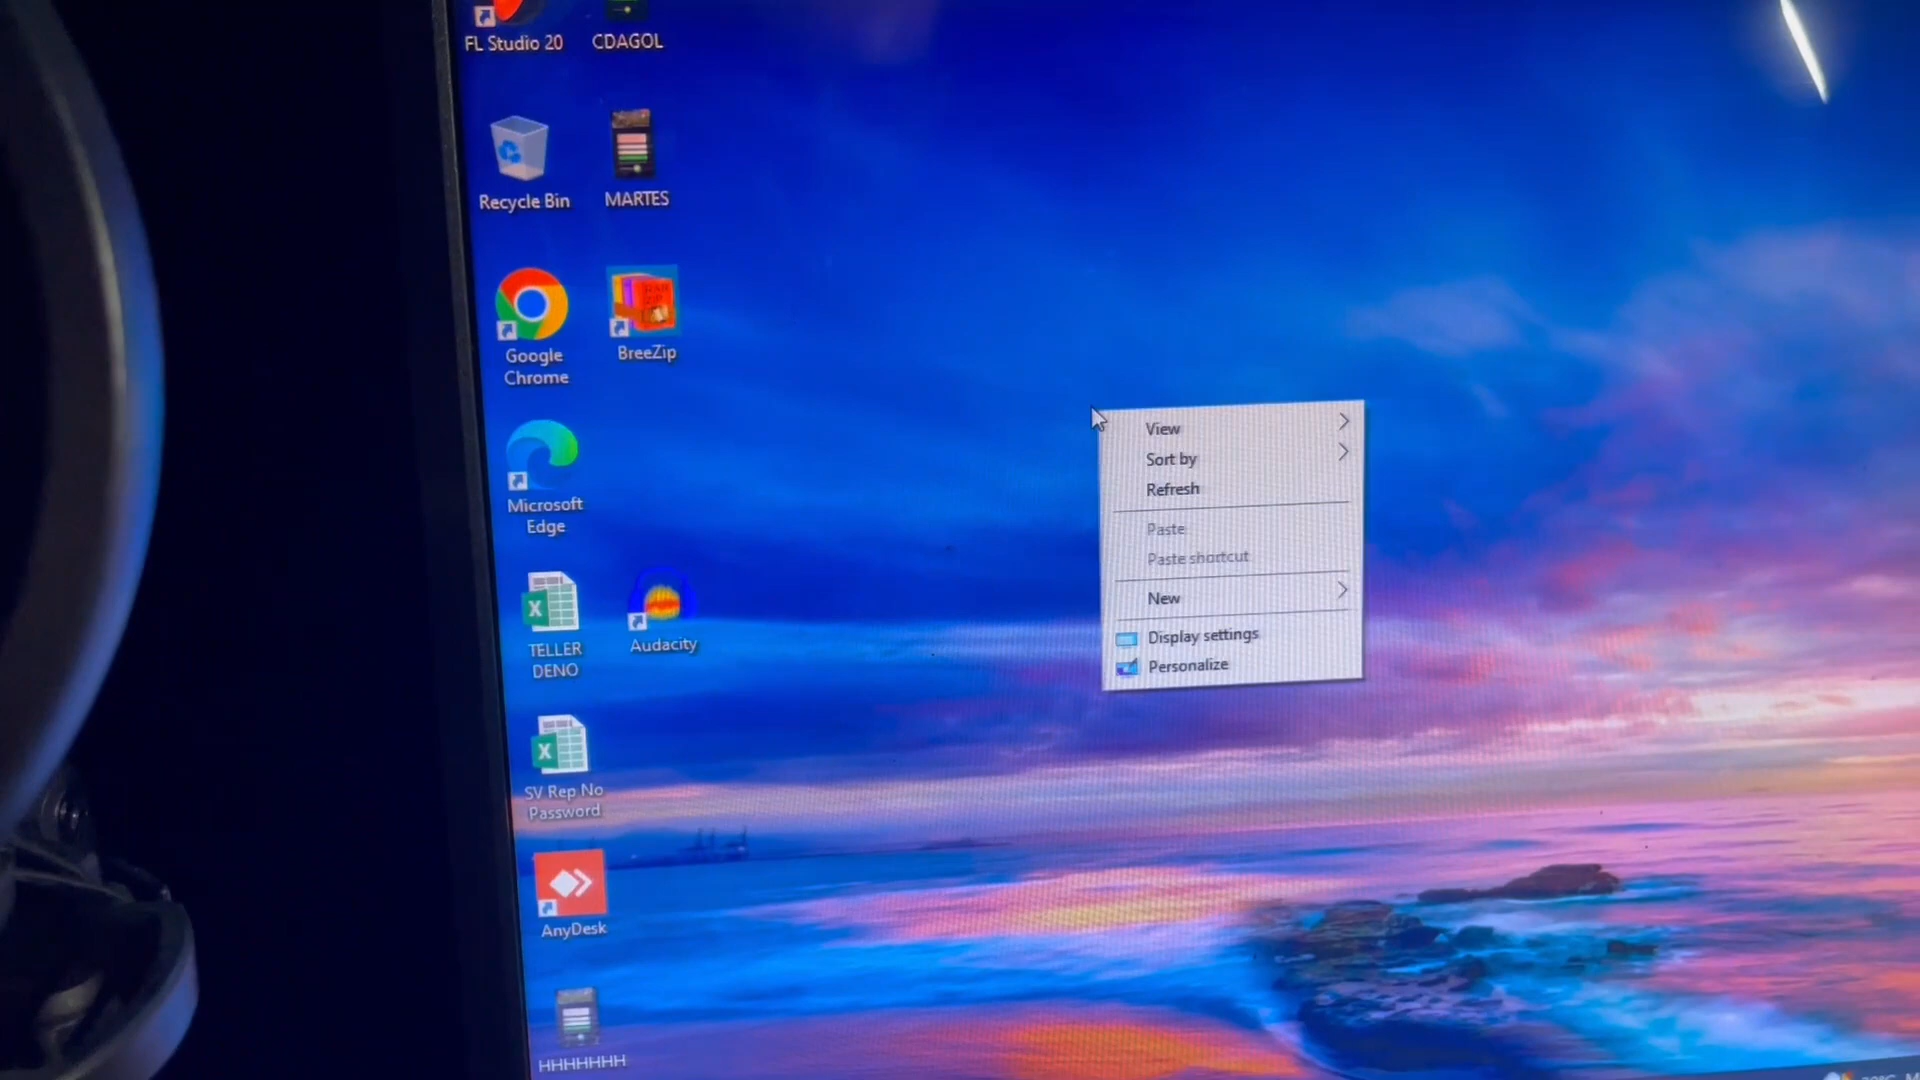 FL Studio 20
CDAGOL
Recycle Bin
MARTES
Google
Chrome
BreeZip
Microsoft
Edge
TELLER
DENO
Audacity
SV Rep No
Password
AnyDesk
HHHHHHH
View
Sort by
Refresh
Paste
Paste shortcut
New
Display settings
Personalize